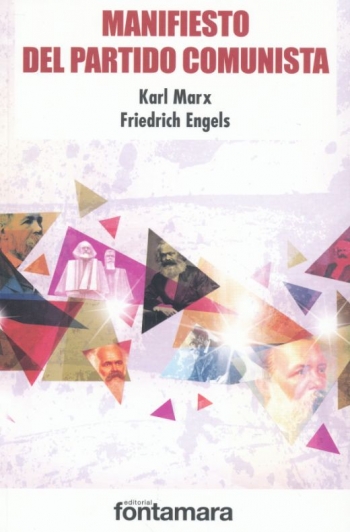 MANIFIESTO
DEL PARTIDO COMUNISTA
Karl Marx
Friedrich Engels
editorial
fontamara